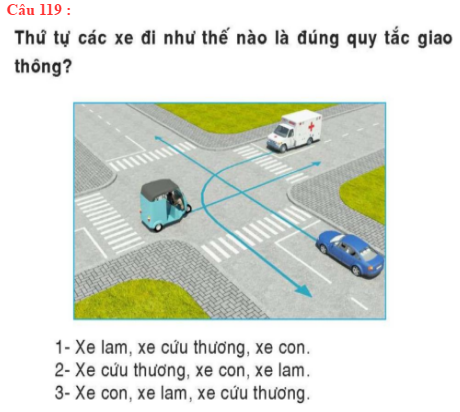 Câu 119 :
Thứ tự các xe đi như thế nào là đúng quy tắc giao
thông?
1- Xe lam, xe cứu thương, xe con.
2- Xe cứu thương, xe con, xe lam.
3- Xe con, xe lam, xe cứu thương.